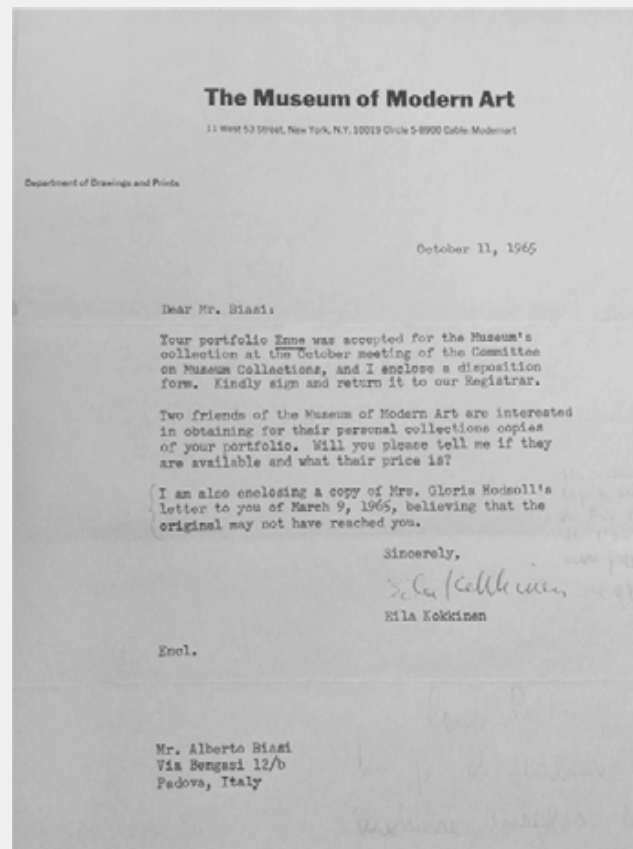 The Museum of Modern Art
11 West 53 Street, New York, N.Y. 10019 Circle 5-8900 Cable: Modernart
Department of Drawings and Prints
October 11, 1965
Dear Mr. Biasi:
Your portfolio Enne was accepted for the Museum's
collection at the October meeting of the Committee
on Museum Collections, and I enclose a disposition
form. Kindly sign and return it to our Registrar.
Two friends of the Museum of Modern Art are interested
in obtaining for their personal collections copies
of your portfolio. Will you please tell me if they
are available and what their price is?
I am also enclosing a copy of Mrs. Gloria Hodsoll's
letter to you of March 9, 1965, believing that the
original may not have reached you.
Sincerely,
Eila Kokkinen
Eila Kokkinen
Encl.
Mr. Alberto Biasi
Via Bengasi 12/b
Padova, Italy